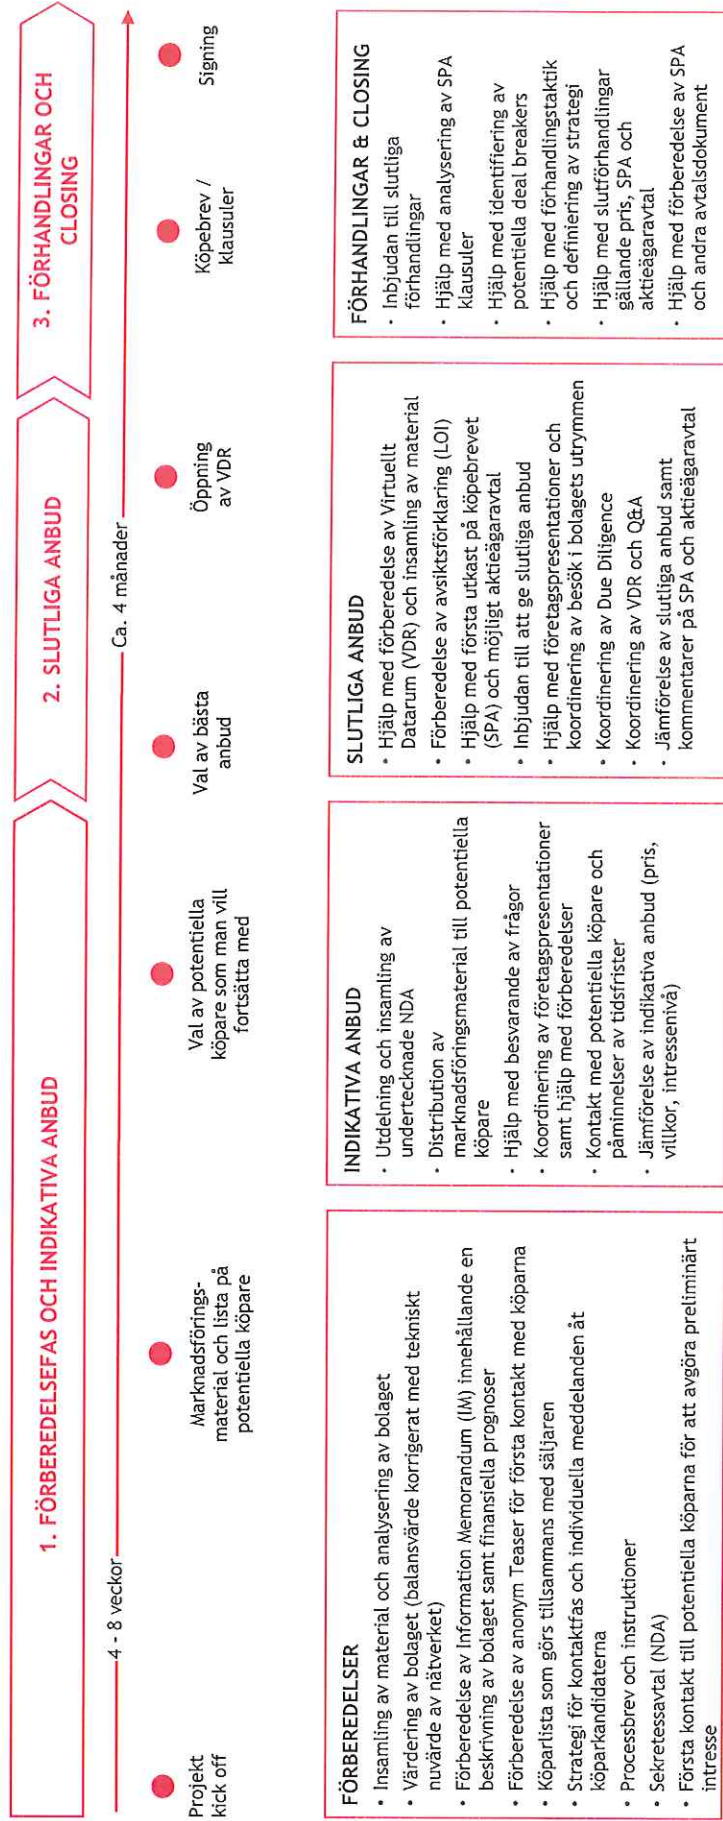 1. FÖRBEREDELSEFAS OCH INDIKATIVA ANBUD
2. SLUTLIGA ANBUD
3. FÖRHANDLINGAR OCH
CLOSING
4 - 8 veckor
Ca. 4 månader
Projekt
kick off
Marknadsförings-
material och lista på
potentiella köpare
Val av potentiella
köpare som man vill
fortsätta med
Val av bästa
anbud
Öppning
av VDR
Köpebrev /
klausuler
Signing
FÖRBEREDELSER
• Insamling av material och analysering av bolaget
• Värdering av bolaget (balansvärde korrigerat med tekniskt
nuvärde av nätverket)
• Förberedelse av Information Memorandum (IM) innehållande en
beskrivning av bolaget samt finansiella prognoser
• Förberedelse av anonym Teaser för första kontakt med köparna
• Köparlista som görs tillsammans med säljaren
• Strategi för kontaktfas och individuella meddelanden åt
köparkandidaterna
• Processbrev och instruktioner
• Sekretessavtal (NDA)
• Första kontakt till potentiella köparna för att avgöra preliminärt
intresse
INDIKATIVA ANBUD
• Utdelning och insamling av
undertecknade NDA
• Distribution av
marknadsföringsmaterial till potentiella
köpare
• Hjälp med besvarande av frågor
• Koordinering av företagspresentationer
samt hjälp med förberedelser
• Kontakt med potentiella köpare och
påminnelser av tidsfrister
• Jämförelse av indikativa anbud (pris,
villkor, intressenivå)
SLUTLIGA ANBUD
• Hjälp med förberedelse av Virtuellt
Datarum (VDR) och insamling av material
• Förberedelse av avsiktsförklaring (LOI)
• Hjälp med första utkast på köpebrevet
(SPA) och möjligt aktieägaravtal
• Inbjudan till att ge slutliga anbud
• Hjälp med företagspresentationer och
koordinering av besök i bolagets utrymmen
• Koordinering av Due Diligence
• Koordinering av VDR och Q&A
• Jämförelse av slutliga anbud samt
kommentarer på SPA och aktieägaravtal
FÖRHANDLINGAR & CLOSING
• Inbjudan till slutliga
förhandlingar
• Hjälp med analysering av SPA
klausuler
• Hjälp med identifiering av
potentiella deal breakers
• Hjälp med förhandlingstaktik
och definiering av strategi
• Hjälp med slutförhandlingar
gällande pris, SPA och
aktieägaravtal
• Hjälp med förberedelse av SPA
och andra avtalsdokument